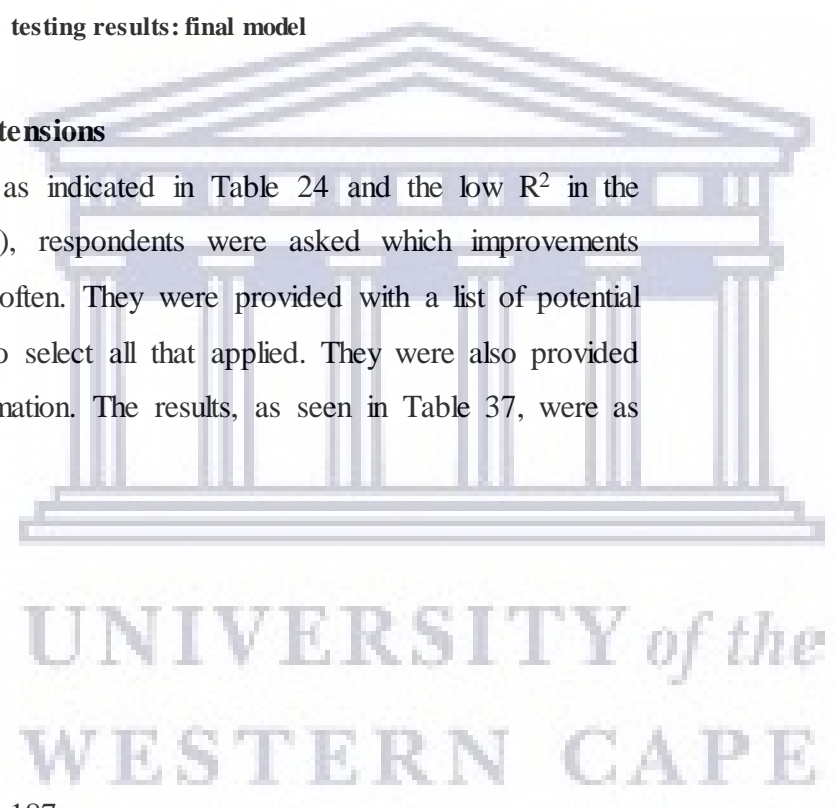 testing results: final model
tensions
as indicated in Table 24 and the low R² in the
), respondents were asked which improvements
often. They were provided with a list of potential
o select all that applied. They were also provided
mation. The results, as seen in Table 37, were as
UNIVERSITY of the
WESTERN CAPE
187